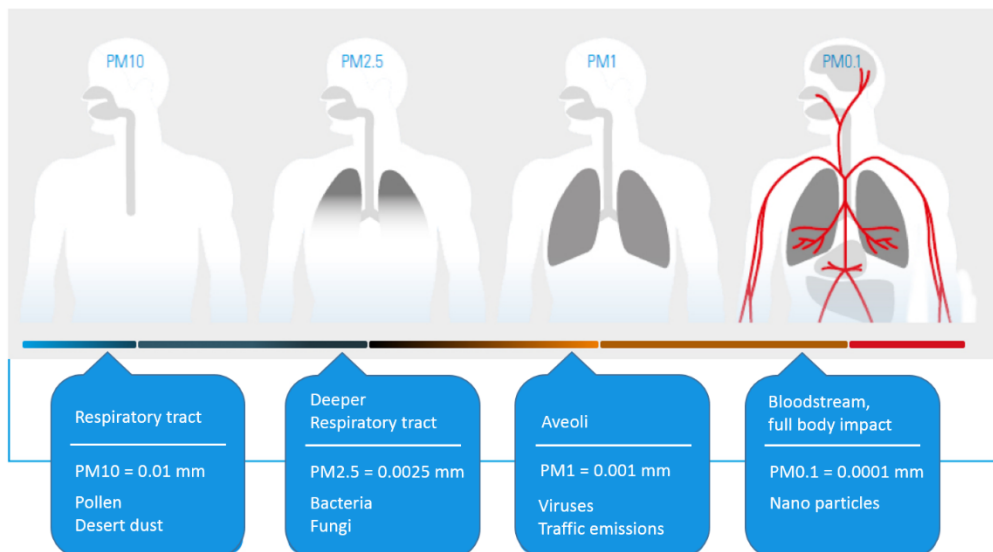 PM10
PM2.5
PM1
PM0.1
Respiratory tract
PM10 = 0.01 mm
Pollen
Desert dust
Deeper
Respiratory tract
PM2.5 = 0.0025 mm
Bacteria
Fungi
Aveoli
PM1 = 0.001 mm
Viruses
Traffic emissions
Bloodstream,
full body impact
PM0.1 = 0.0001 mm
Nano particles